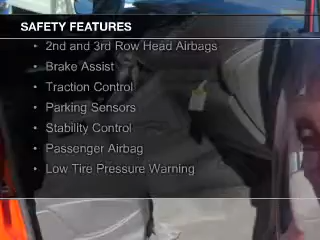 SAFETY FEATURES
• 2nd and 3rd Row Head Airbags
• Brake Assist
• Traction Control
• Parking Sensors
• Stability Control
• Passenger Airbag
• Low Tire Pressure Warning